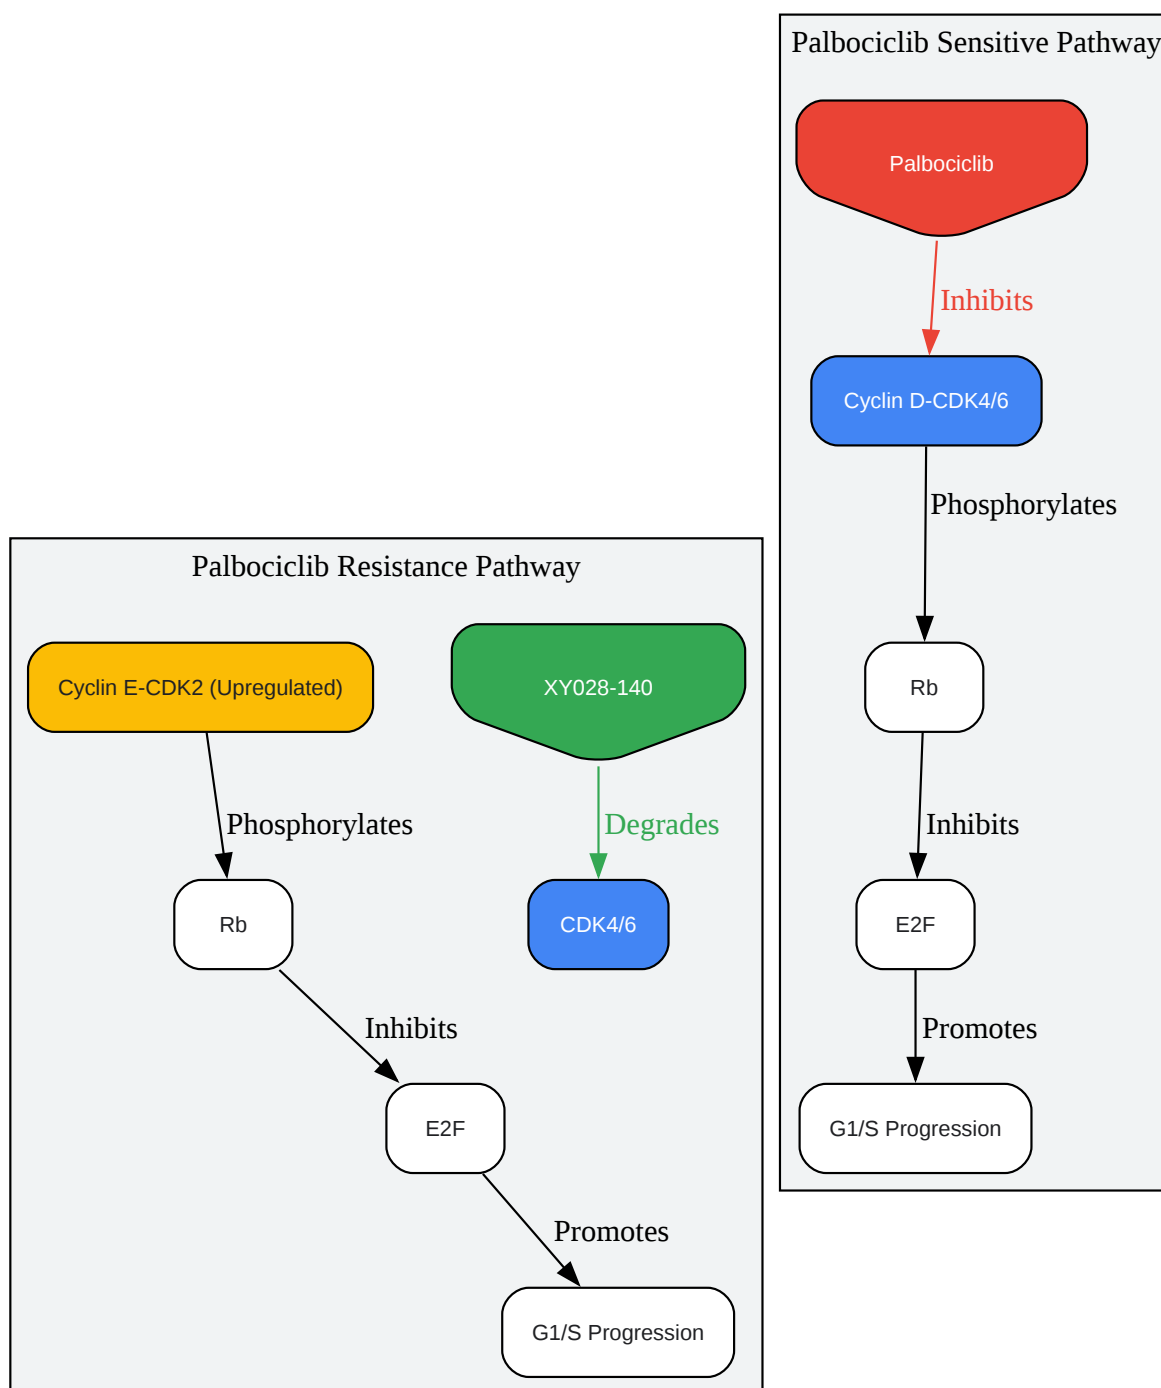 Palbociclib Sensitive Pathway
Palbociclib
Inhibits
Cyclin D-CDK4/6
Phosphorylates
Rb
Inhibits
E2F
Promotes
G1/S Progression
Palbociclib Resistance Pathway
Cyclin E-CDK2 (Upregulated)
XY028-140
Phosphorylates
Degrades
Rb
CDK4/6
Inhibits
E2F
Promotes
G1/S Progression